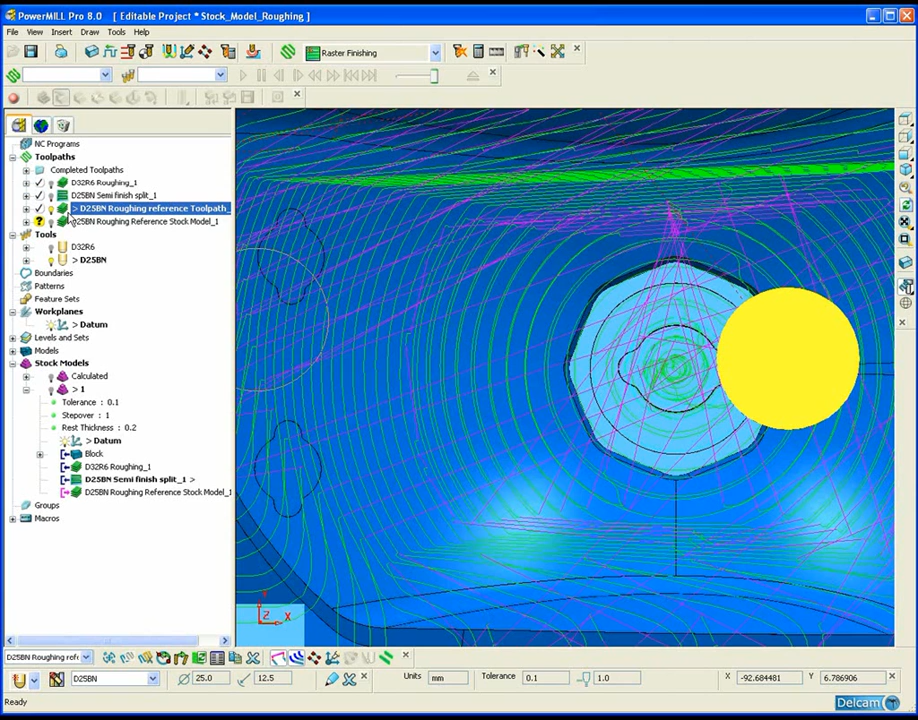 PowerMILL Pro 8.0 [ Editable Project * Stock_Model_Roughing ]
File View Insert Draw Tools Help
Raster Finishing
NC Programs
Toolpaths
Completed Toolpaths
D32R6 Roughing_1
D25BN Semi finish split_1
> D25BN Roughing reference Toolpath_
D25BN Roughing Reference Stock Model_1
Tools
D32R6
> D25BN
Boundaries
Patterns
Feature Sets
Workplanes
> Datum
Levels and Sets
Models
Stock Models
Calculated
> 1
Tolerance : 0.1
Stepover : 1
Rest Thickness : 0.2
> Datum
Block
D32R6 Roughing_1
D25BN Semi finish split_1 >
D25BN Roughing Reference Stock Model_1
Groups
Macros
Z X
D25BN Roughing refe
D25BN 25.0 12.5 Units mm Tolerance 0.1 1.0 X -92.684481 Y 6.786906
Ready Delcam